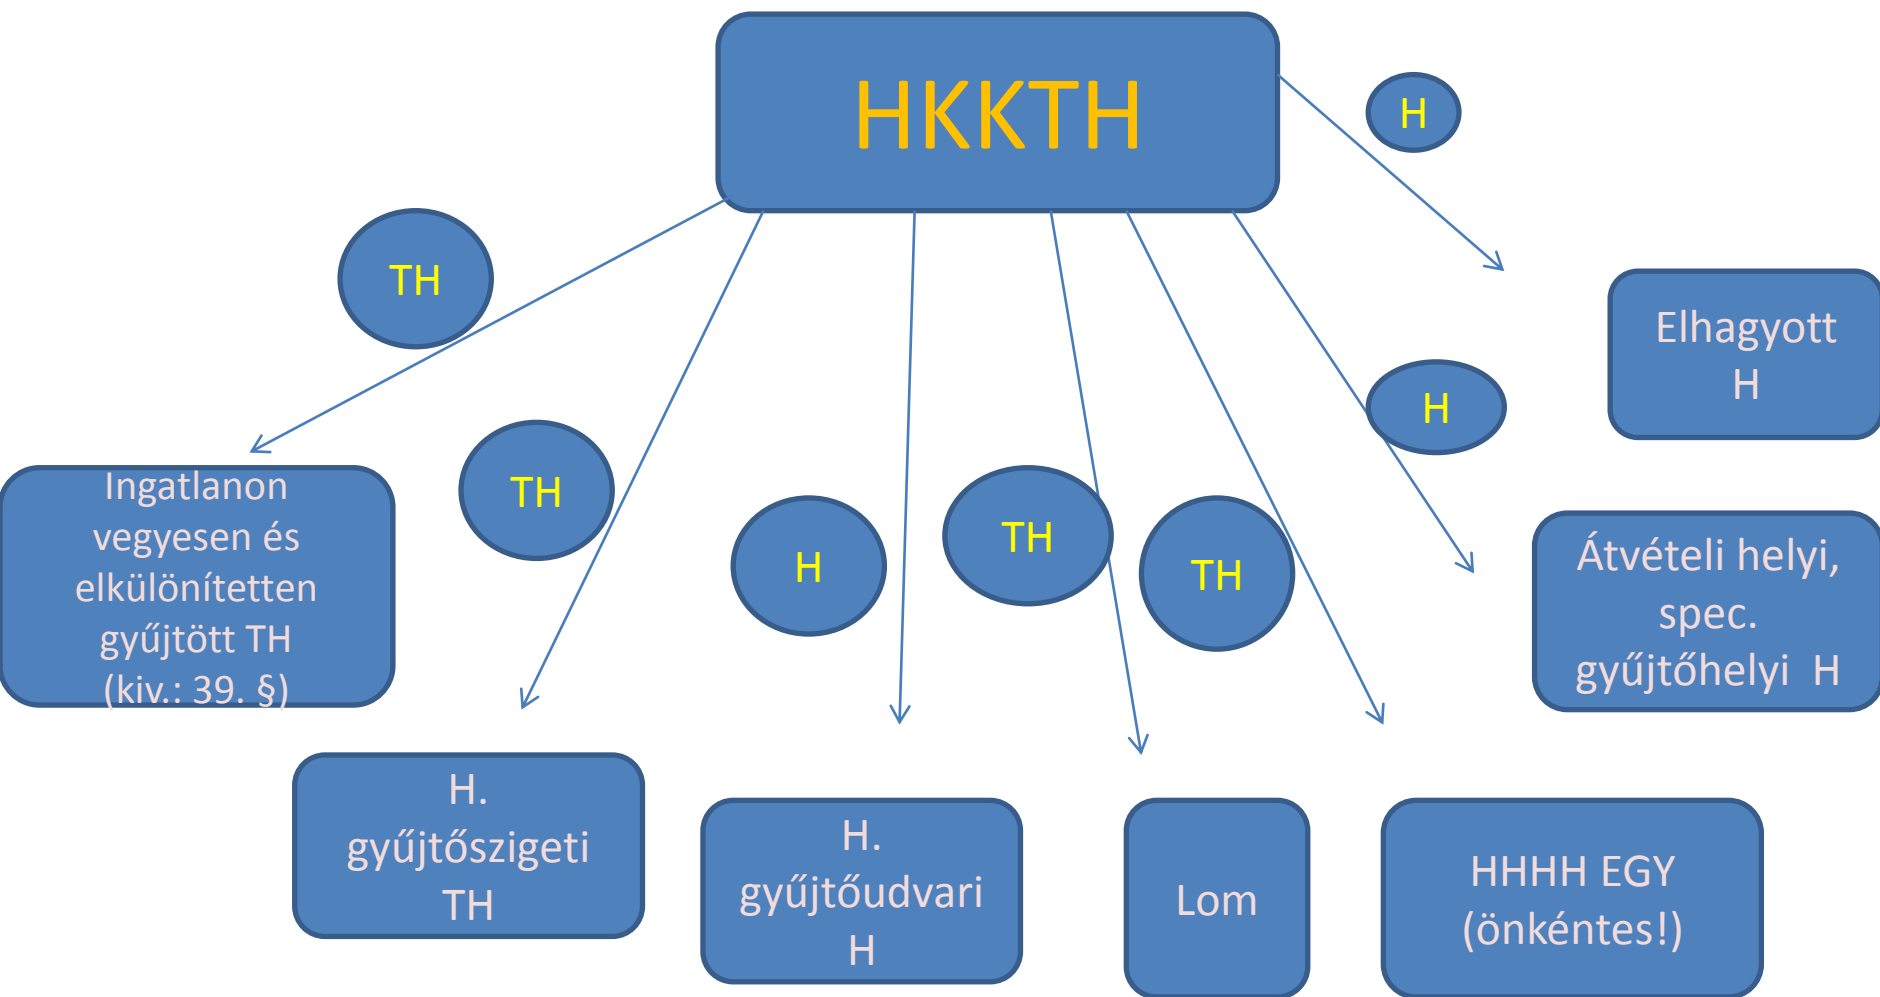 HKKTH
H
TH
Elhagyott
H
H
TH
TH
H
TH
Ingatlanon
vegyesen és
elkülönítetten
gyűjtött TH
(kiv.: 39. §)
Átvételi helyi,
spec.
gyűjtőhelyi  H
H.
gyűjtőszigeti
TH
H.
gyűjtőudvari
H
Lom
HHHH EGY
(önkéntes!)